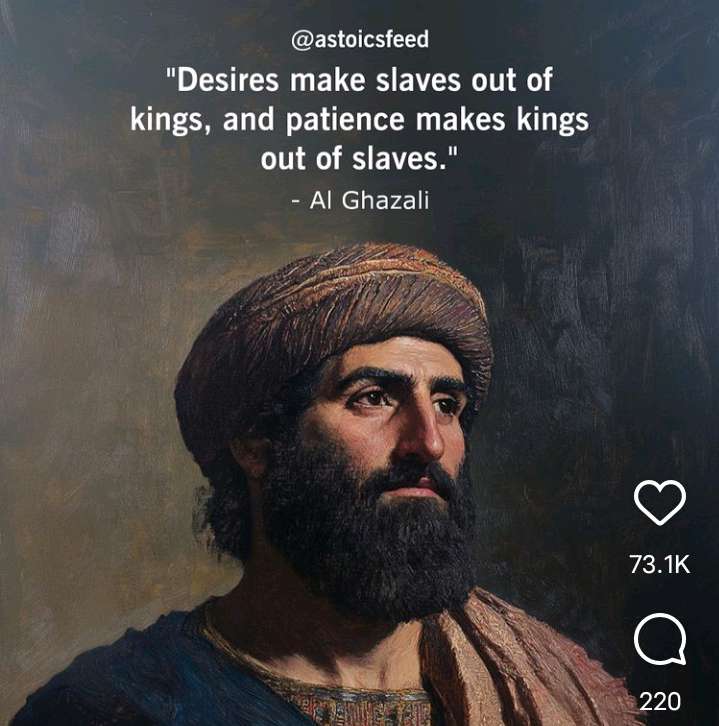 @astoicsfeed
"Desires make slaves out of
kings, and patience makes kings
out of slaves."
- Al Ghazali
73.1K
220